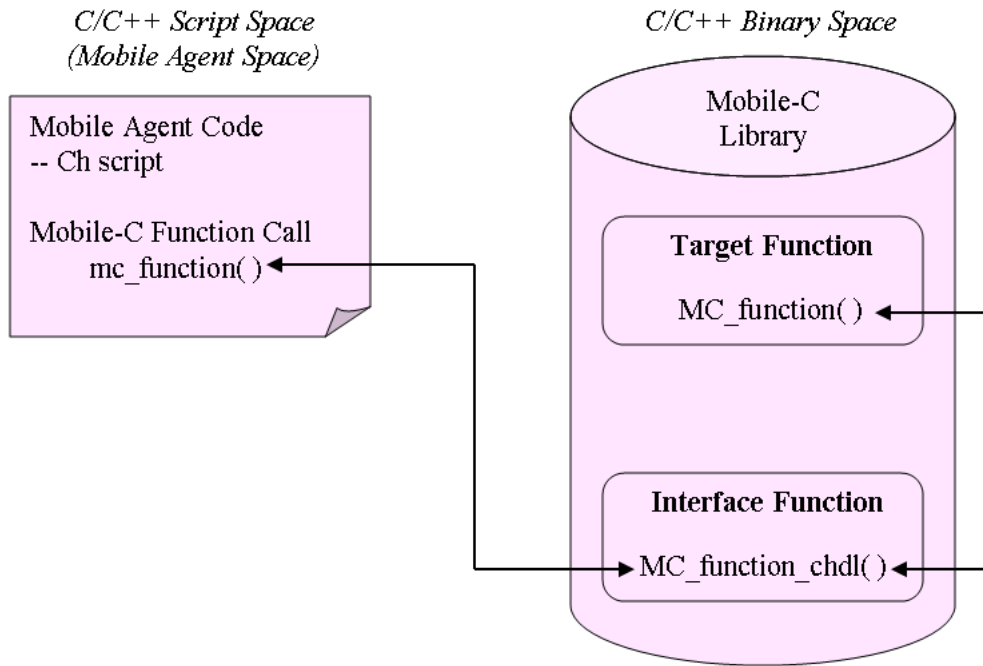 C/C++ Script Space
(Mobile Agent Space)
Mobile Agent Code
-- Ch script
Mobile-C Function Call
mc_function( )
C/C++ Binary Space
Mobile-C
Library
Target Function
MC_function( )
Interface Function
MC_function_chdl( )